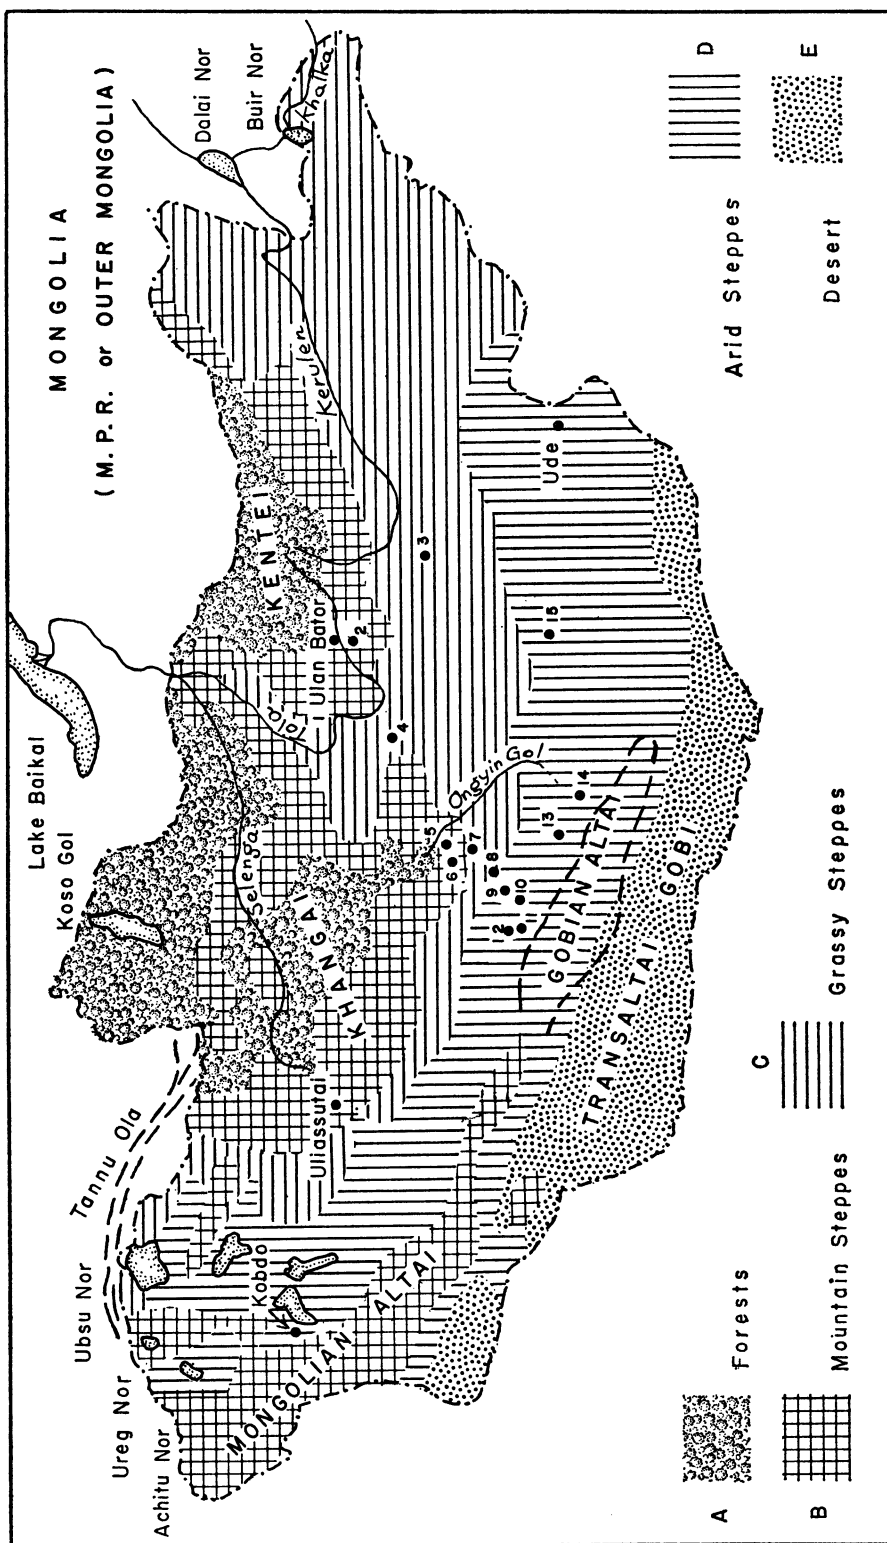 MONGOLIA
(M.P.R. or OUTER MONGOLIA)
Lake Baikal
Koso Gol
Tannu Ola
Ubsu Nor
Ureg Nor
Achitu Nor
Dalai Nor
Buir Nor
Khalka
Kerulen
KENTEI
Selenga
Tola
1 Ulan Bator
2
3
4
KHANGAI
Uliassutai
Kobdo
MONGOLIAN ALTAI
Ongyin Gol
5
6
7
8
9
10
11
12
13
14
15
Ude
GOBIAN ALTAI
TRANSALTAI GOBI
A Forests
B Mountain Steppes
C Grassy Steppes
Arid Steppes D
Desert E